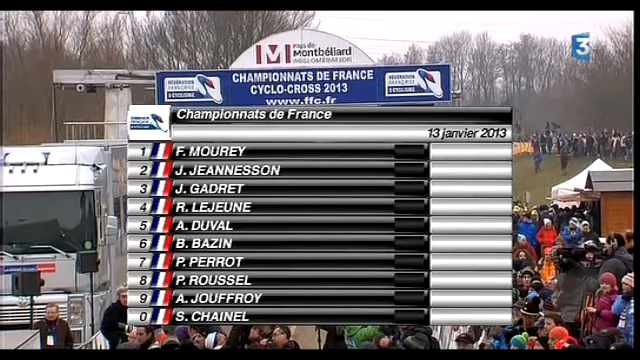 3
PAYS DE
Montbéliard
AGGLOMÉRATION
CHAMPIONNATS DE FRANCE
CYCLO-CROSS 2013
www.ffc.fr
FÉDÉRATION
FRANÇAISE
DE CYCLISME
FÉDÉRATION
FRANÇAISE
DE CYCLISME
Championnats de France
13 janvier 2013
1 F. MOUREY
2 J. JEANNESSON
3 J. GADRET
4 R. LEJEUNE
5 A. DUVAL
6 B. BAZIN
7 P. PERROT
8 P. ROUSSEL
9 A. JOUFFROY
0 S. CHAINEL